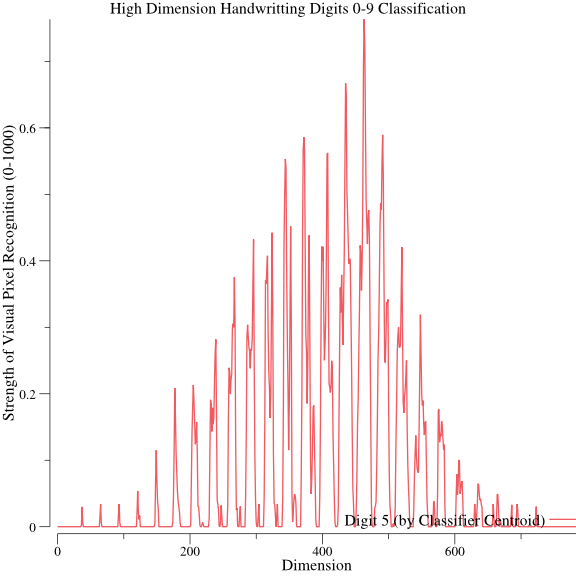 High Dimension Handwritting Digits 0-9 Classification
Strength of Visual Pixel Recognition (0-1000)
0.6
0.4
0.2
0
Digit 5 (by Classifier Centroid)
0 200 400 600
Dimension